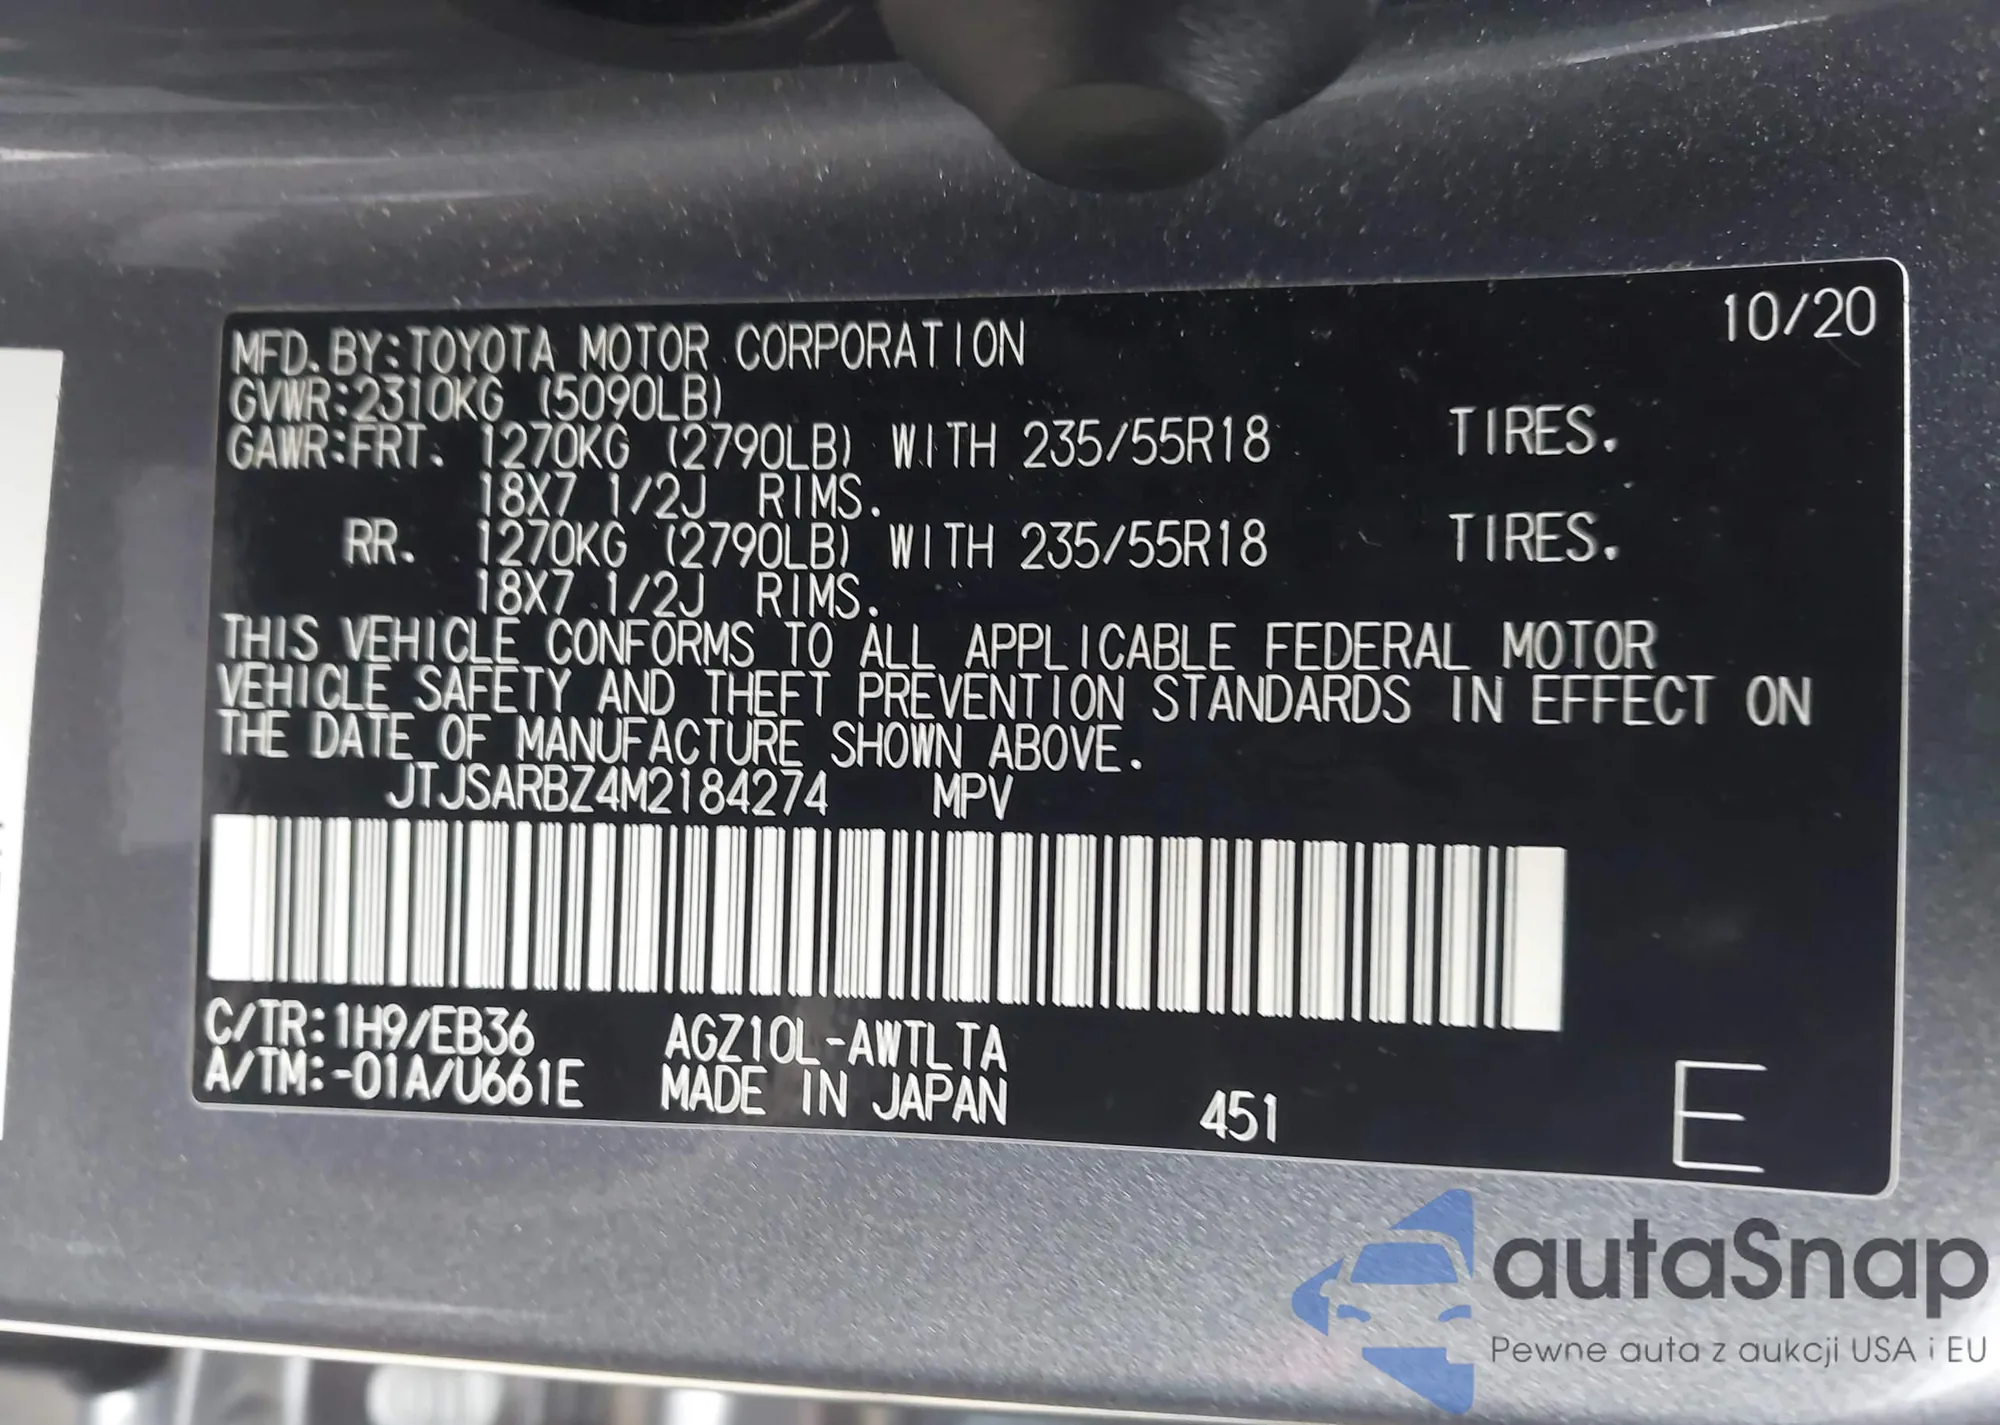 10/20
MFD. BY:TOYOTA MOTOR CORPORATION
GVWR:2310KG (5090LB)
GAWR:FRT. 1270KG (2790LB) WITH 235/55R18 TIRES.
18X7 1/2J RIMS.
RR. 1270KG (2790LB) WITH 235/55R18 TIRES.
18X7 1/2J RIMS.
THIS VEHICLE CONFORMS TO ALL APPLICABLE FEDERAL MOTOR
VEHICLE SAFETY AND THEFT PREVENTION STANDARDS IN EFFECT ON
THE DATE OF MANUFACTURE SHOWN ABOVE.
JTJSARBZ4M2184274 MPV
C/TR:1H9/EB36 AGZ10L-AWTLTA
A/TM:-01A/U661E MADE IN JAPAN 451 E
autaSnap
Pewne auta z aukcji USA i EU